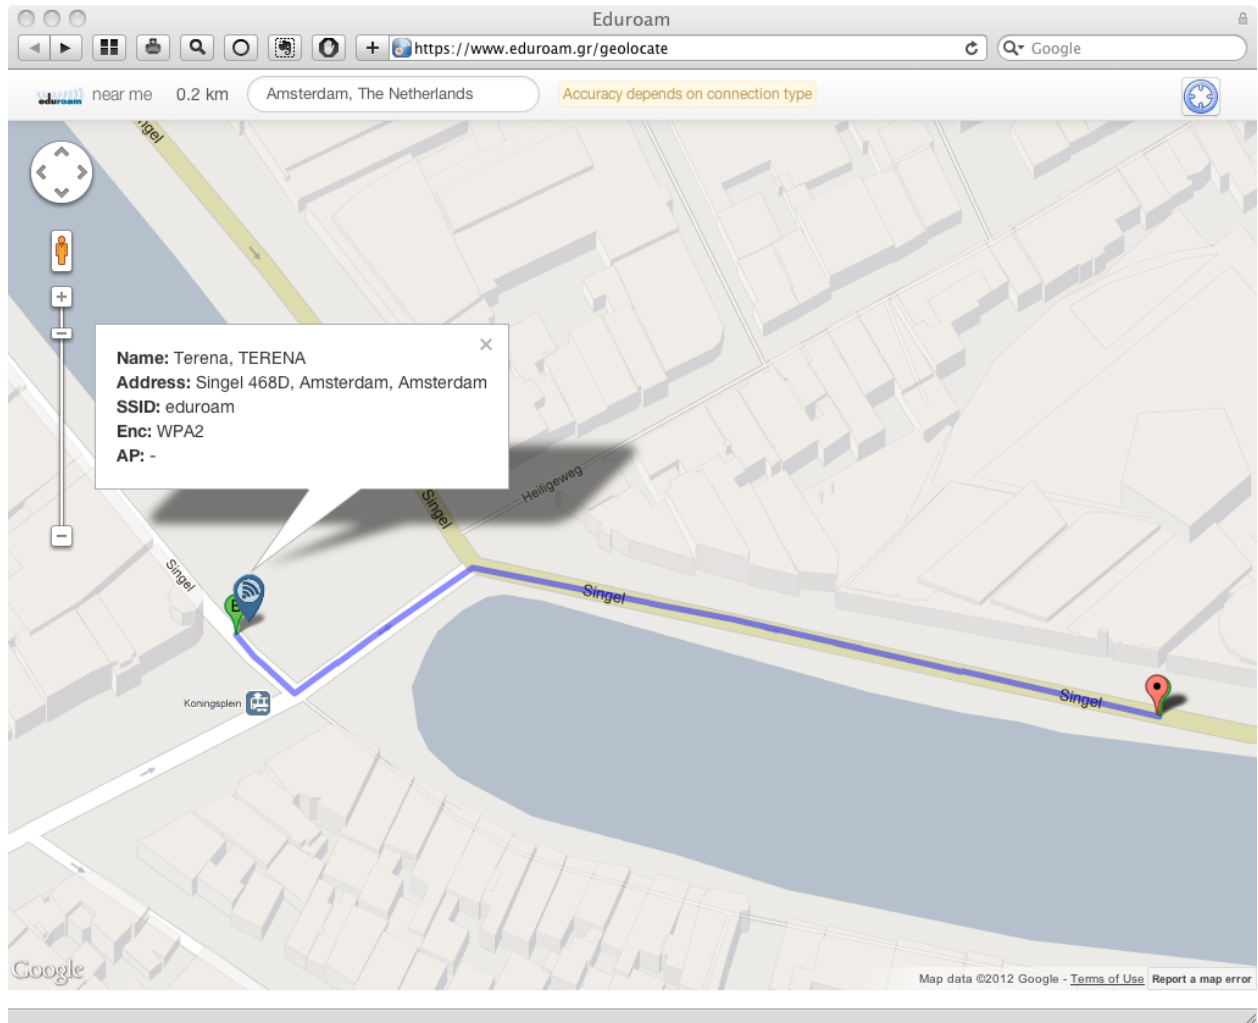 Eduroam
https://www.eduroam.gr/geolocate
Google
eduroam near me 0.2 km Amsterdam, The Netherlands Accuracy depends on connection type
Singel
Name: Terena, TERENA
Address: Singel 468D, Amsterdam, Amsterdam
SSID: eduroam
Enc: WPA2
AP: -
Heiligeweg
Singel
Singel
Singel
Koningsplein
Singel
Google
Map data ©2012 Google - Terms of Use Report a map error